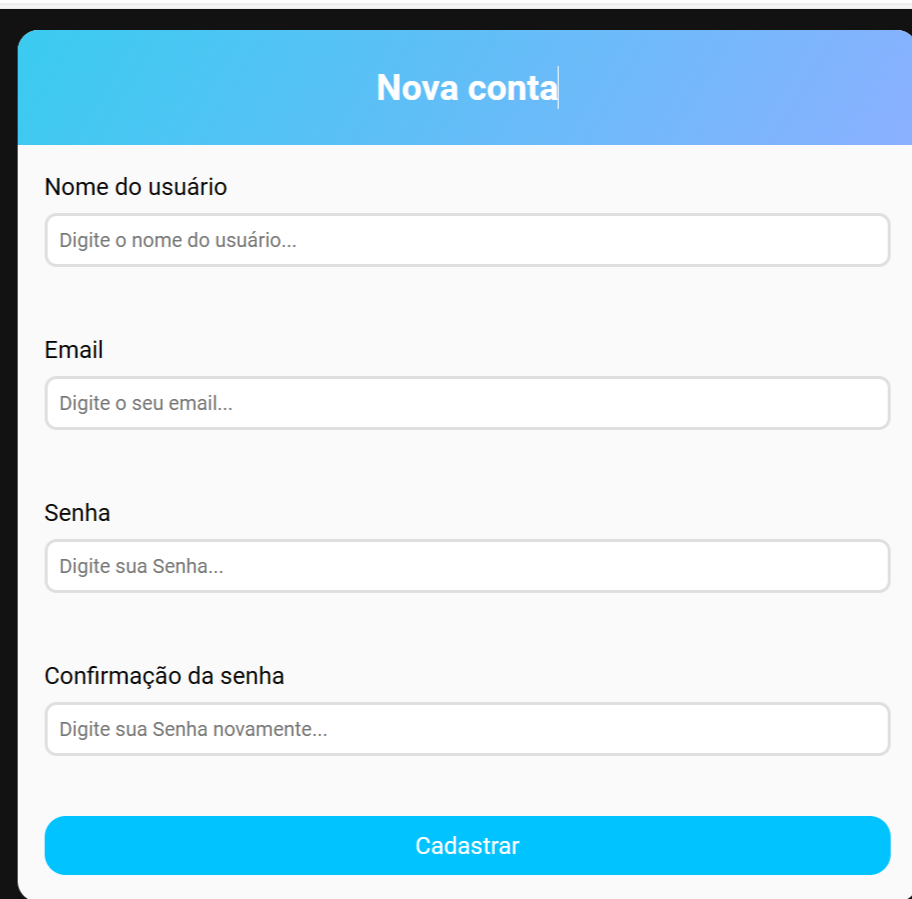 Nova conta
Nome do usuário
Digite o nome do usuário...
Email
Digite o seu email...
Senha
Digite sua Senha...
Confirmação da senha
Digite sua Senha novamente...
Cadastrar